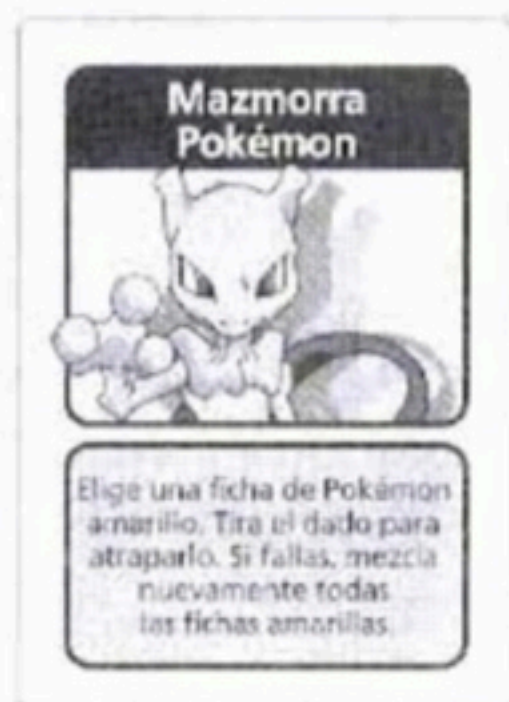 Mazmorra
Pokémon
Elige una ficha de Pokémon
amarillo. Tira el dado para
atraparlo. Si fallas, mezcla
nuevamente todas
las fichas amarillas.